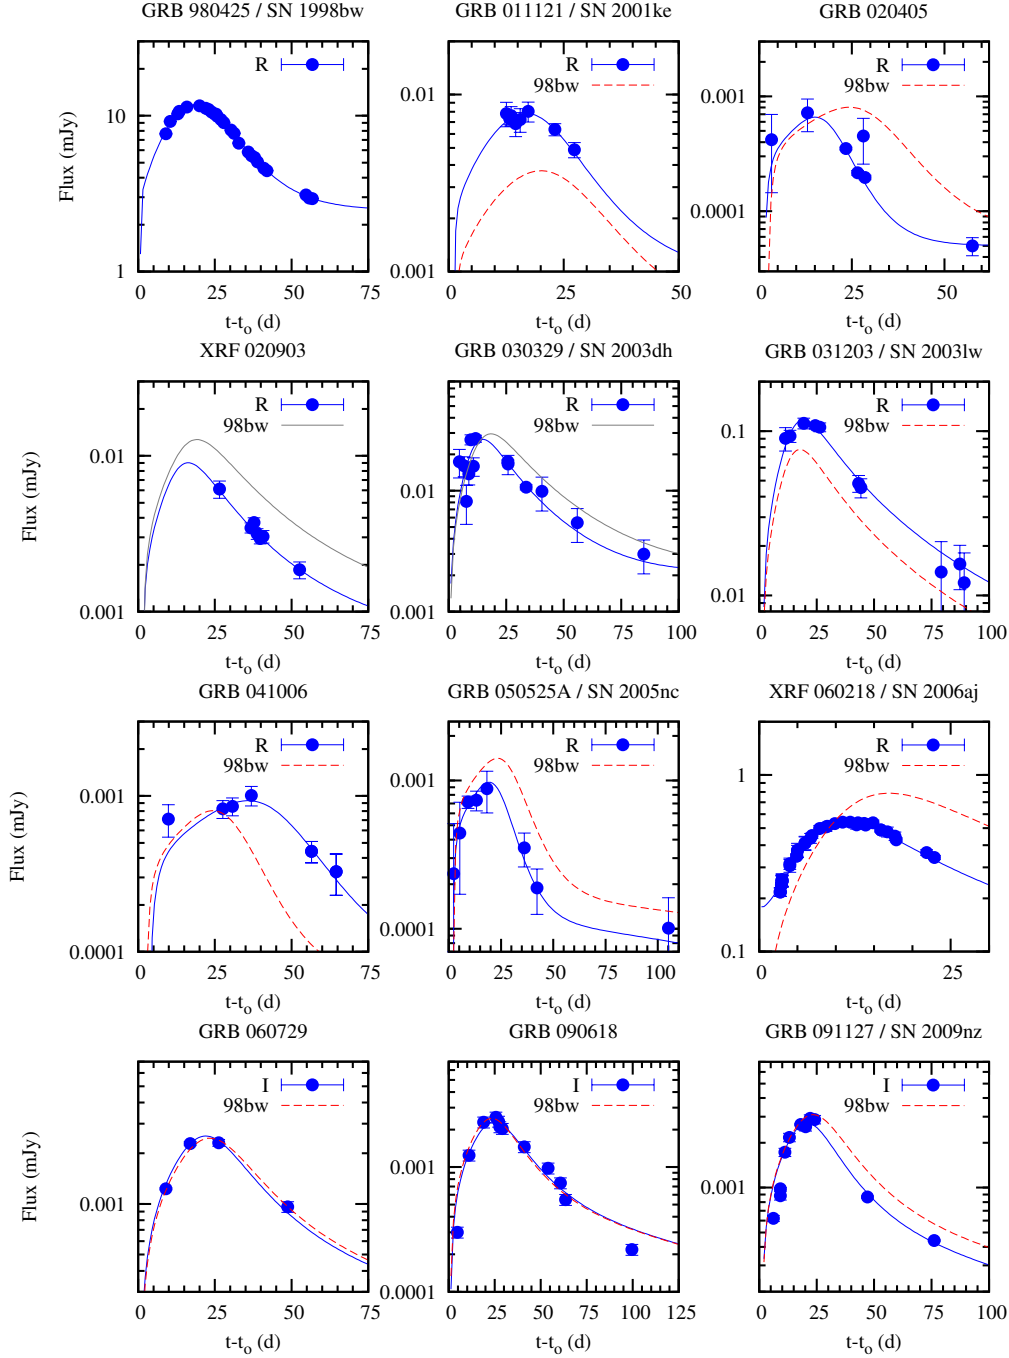 GRB 980425 / SN 1998bw
GRB 011121 / SN 2001ke
GRB 020405
R
R
98bw
R
98bw
Flux (mJy)
10
1
0.01
0.001
0.001
0.0001
0 25 50 75
0 25 50
0 25 50
t-to (d)
t-to (d)
t-to (d)
XRF 020903
GRB 030329 / SN 2003dh
GRB 031203 / SN 2003lw
R
98bw
R
98bw
R
98bw
Flux (mJy)
0.01
0.001
0.01
0.001
0.1
0.01
0 25 50 75
0 25 50 75 100
0 25 50 75 100
t-to (d)
t-to (d)
t-to (d)
GRB 041006
GRB 050525A / SN 2005nc
XRF 060218 / SN 2006aj
R
98bw
R
98bw
R
98bw
Flux (mJy)
0.001
0.0001
0.001
0.0001
1
0.1
0 25 50 75
0 25 50 75 100
0 25
t-to (d)
t-to (d)
t-to (d)
GRB 060729
GRB 090618
GRB 091127 / SN 2009nz
I
98bw
I
98bw
I
98bw
Flux (mJy)
0.001
0.001
0.0001
0.001
0 25 50 75
0 25 50 75 100 125
0 25 50 75 100
t-to (d)
t-to (d)
t-to (d)